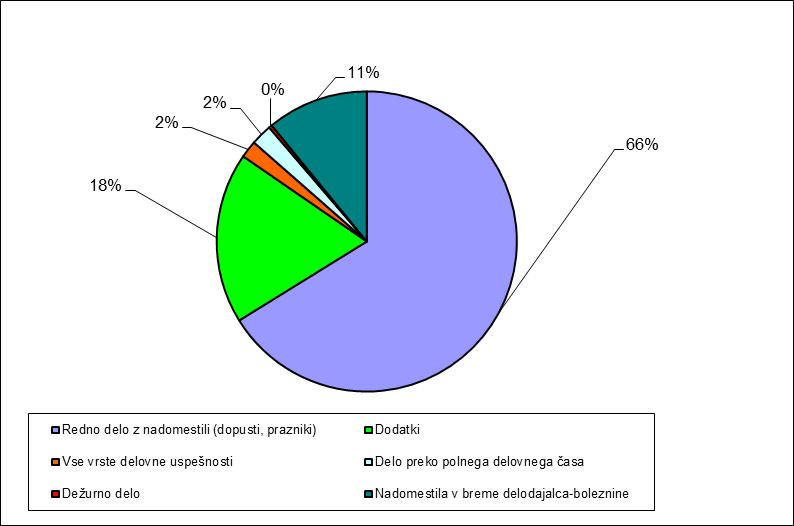 11%
0%
2%
2%
66%
18%
Redno delo z nadomestili (dopusti, prazniki)
Dodatki
Vse vrste delovne uspešnosti
Delo preko polnega delovnega časa
Dežurno delo
Nadomestila v breme delodajalca-boleznine